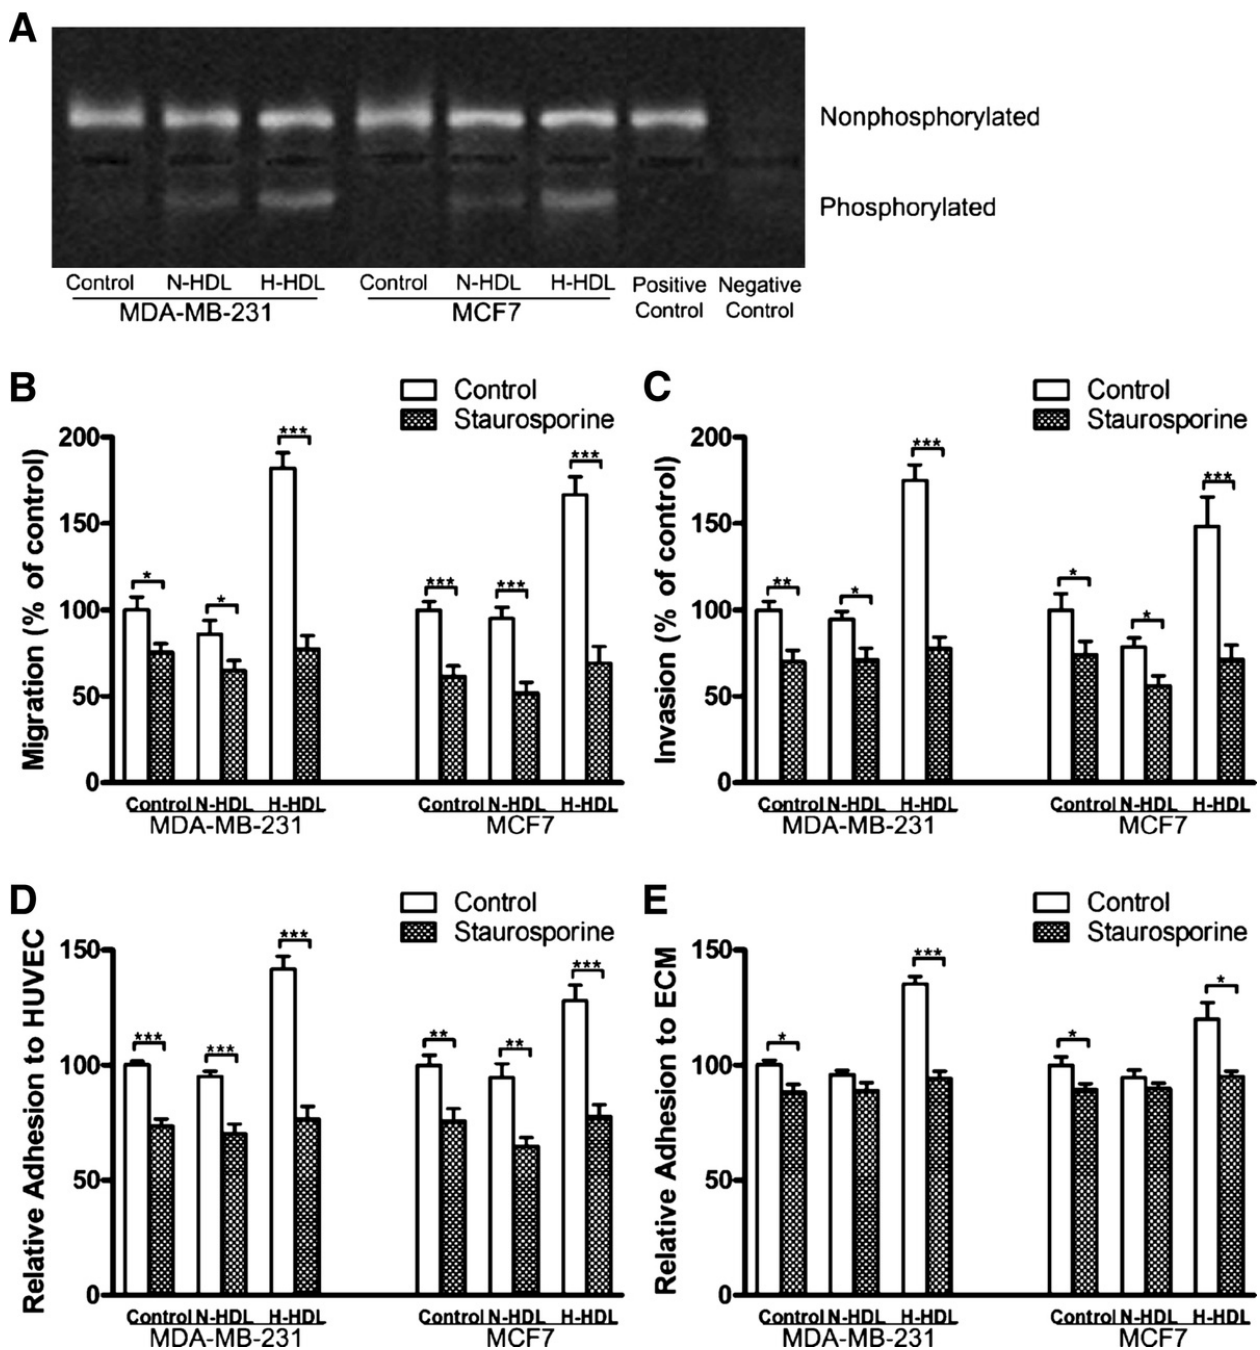 A
Nonphosphorylated
Phosphorylated
Control N-HDL H-HDL Control N-HDL H-HDL Positive Control Negative Control
MDA-MB-231 MCF7
B
Control
Staurosporine
Migration (% of control)
200
150
100
50
0
* * *** *** *** ***
Control N-HDL H-HDL Control N-HDL H-HDL
MDA-MB-231 MCF7
C
Control
Staurosporine
Invasion (% of control)
200
150
100
50
0
** * *** * * ***
Control N-HDL H-HDL Control N-HDL H-HDL
MDA-MB-231 MCF7
D
Control
Staurosporine
Relative Adhesion to HUVEC
150
100
50
0
*** *** *** ** ** ***
Control N-HDL H-HDL Control N-HDL H-HDL
MDA-MB-231 MCF7
E
Control
Staurosporine
Relative Adhesion to ECM
150
100
50
0
* *** * *
Control N-HDL H-HDL Control N-HDL H-HDL
MDA-MB-231 MCF7